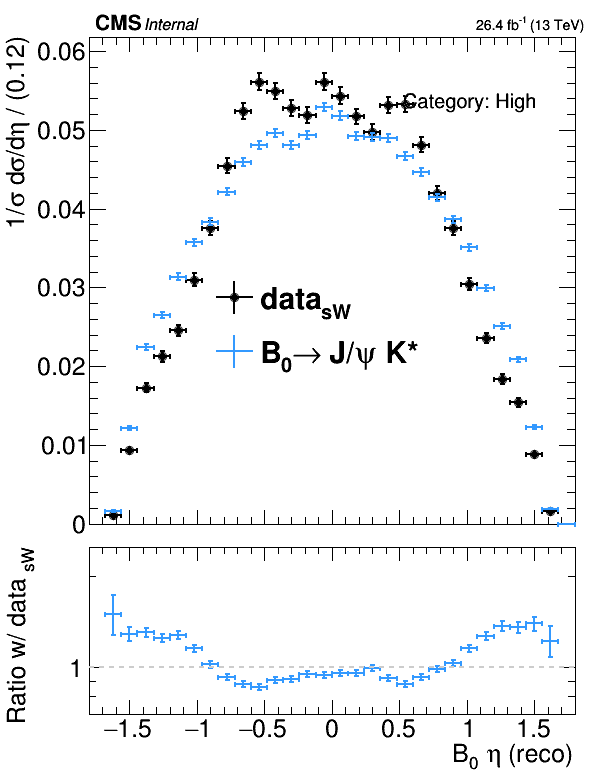 CMS Internal 26.4 fb⁻¹ (13 TeV)
1/σ dσ/dη / (0.12)
0.06
0.05
0.04
0.03
0.02
0.01
0
Category: High
data_sW
B₀→ J/ψ K*
Ratio w/ data_sW
1
−1.5 −1 −0.5 0 0.5 1 1.5
B₀ η (reco)